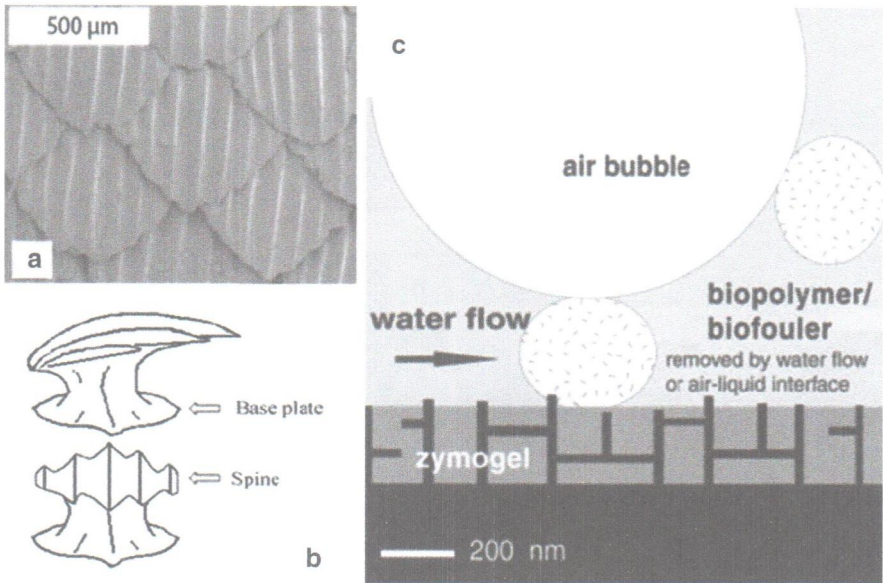 500 µm
a
Base plate
Spine
b
c
air bubble
water flow
biopolymer/
biofouler
removed by water flow
or air-liquid interface
zymogel
200 nm